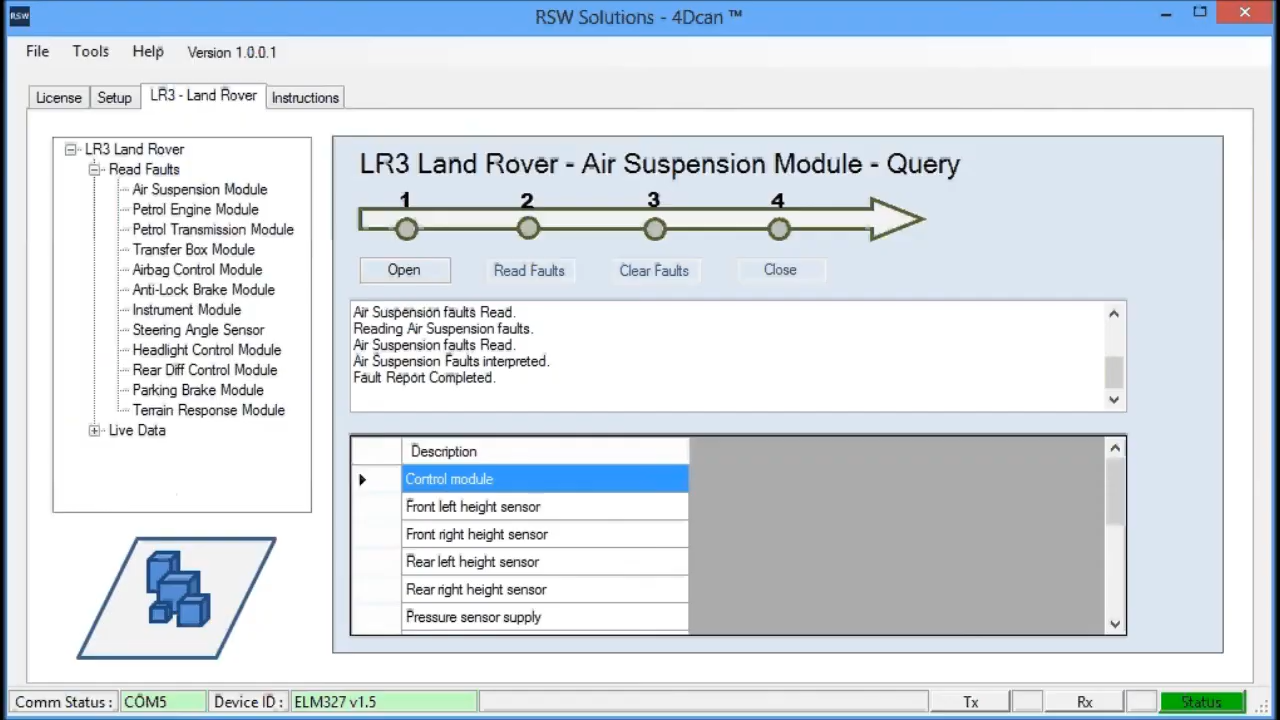 RSW
RSW Solutions - 4Dcan ™
File Tools Help Version 1.0.0.1
License Setup LR3 - Land Rover Instructions
LR3 Land Rover
Read Faults
Air Suspension Module
Petrol Engine Module
Petrol Transmission Module
Transfer Box Module
Airbag Control Module
Anti-Lock Brake Module
Instrument Module
Steering Angle Sensor
Headlight Control Module
Rear Diff Control Module
Parking Brake Module
Terrain Response Module
Live Data
LR3 Land Rover - Air Suspension Module - Query
1 2 3 4
Open Read Faults Clear Faults Close
Air Suspension faults Read.
Reading Air Suspension faults.
Air Suspension faults Read.
Air Suspension Faults interpreted.
Fault Report Completed.
Description
Control module
Front left height sensor
Front right height sensor
Rear left height sensor
Rear right height sensor
Pressure sensor supply
Comm Status : COM5 Device ID : ELM327 v1.5 Tx Rx Status